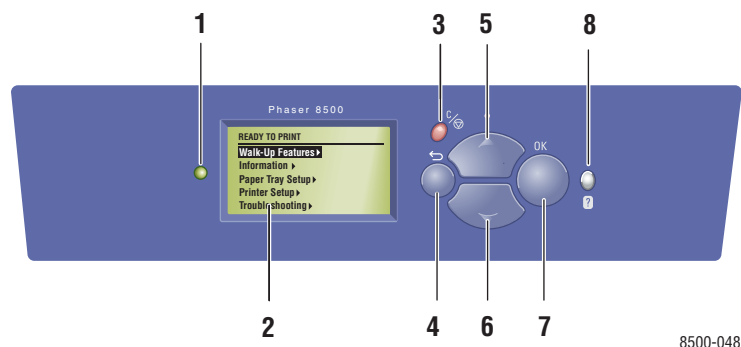 1
3
5
8
Phaser 8500
C/
READY TO PRINT
Walk-Up Features
Information
Paper Tray Setup
Printer Setup
Troubleshooting
OK
?
2
4
6
7
8500-048